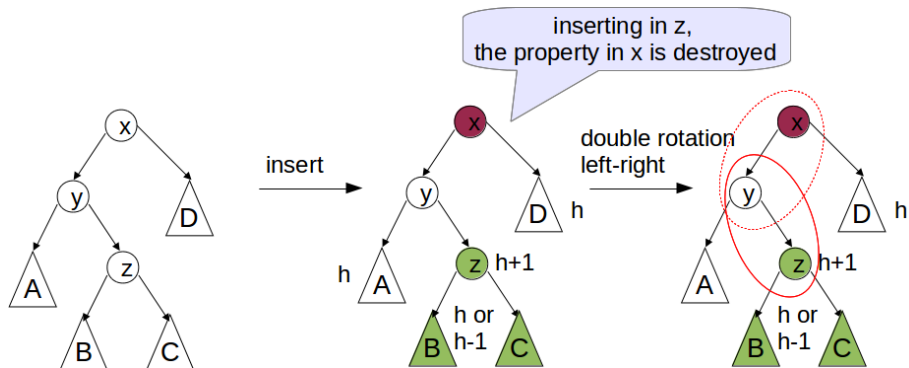 inserting in z,
the property in x is destroyed
x
y
D
z
A
B
C
insert
x
y
D
h
z
h+1
h
A
h or
h-1
B
C
double rotation
left-right
x
y
D
h
z
h+1
A
h or
h-1
B
C